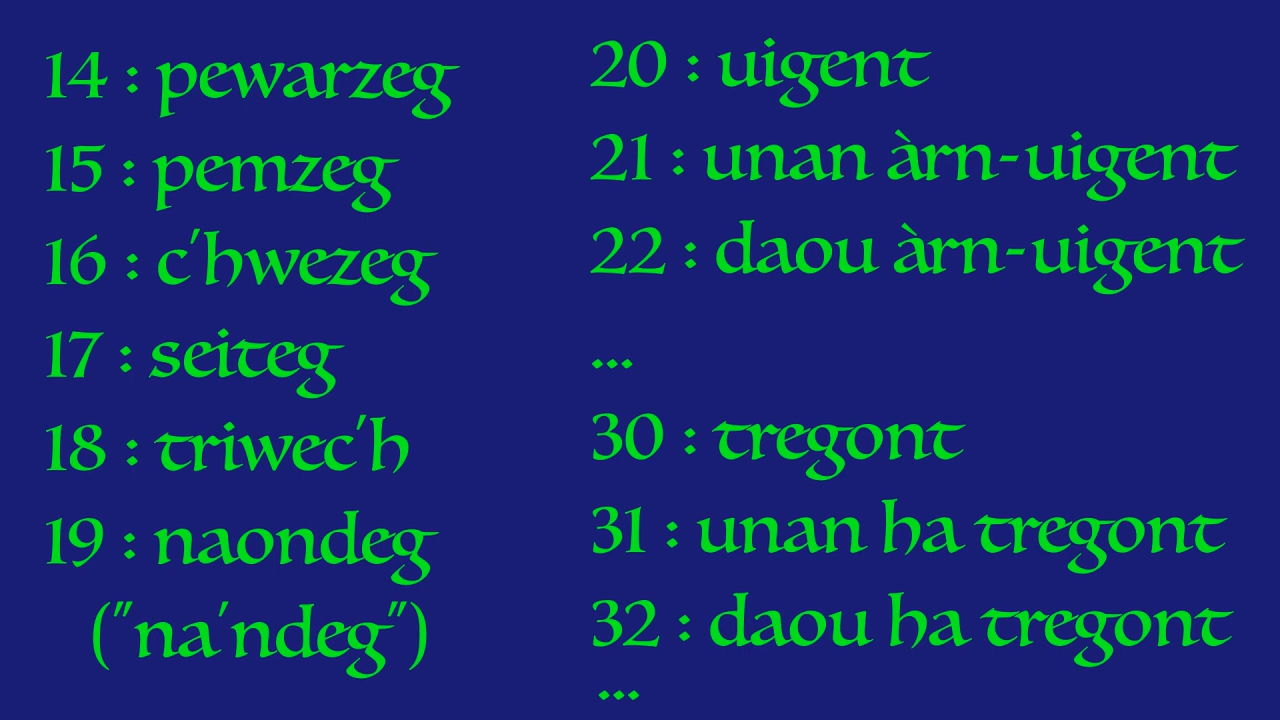 14 : pewarzeg
15 : pemzeg
16 : c'hwezeg
17 : seiteg
18 : triwec'h
19 : naondeg
("na'ndeg")
20 : uigent
21 : unan àrn-uigent
22 : daou àrn-uigent
...
30 : tregont
31 : unan ha tregont
32 : daou ha tregont
...